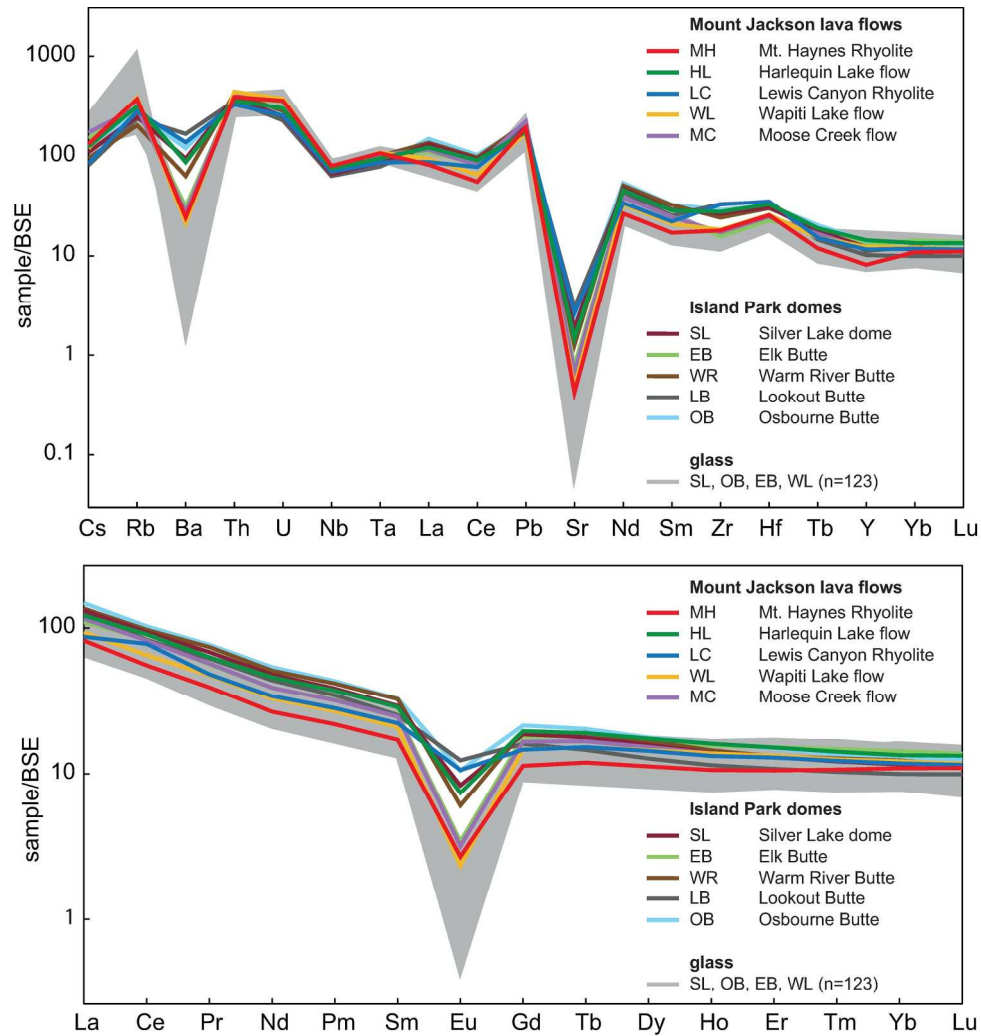 Mount Jackson lava flows
MH Mt. Haynes Rhyolite
HL Harlequin Lake flow
LC Lewis Canyon Rhyolite
WL Wapiti Lake flow
MC Moose Creek flow
Island Park domes
SL Silver Lake dome
EB Elk Butte
WR Warm River Butte
LB Lookout Butte
OB Osbourne Butte
glass
SL, OB, EB, WL (n=123)
sample/BSE
1000
100
10
1
0.1
Cs Rb Ba Th U Nb Ta La Ce Pb Sr Nd Sm Zr Hf Tb Y Yb Lu
Mount Jackson lava flows
MH Mt. Haynes Rhyolite
HL Harlequin Lake flow
LC Lewis Canyon Rhyolite
WL Wapiti Lake flow
MC Moose Creek flow
Island Park domes
SL Silver Lake dome
EB Elk Butte
WR Warm River Butte
LB Lookout Butte
OB Osbourne Butte
glass
SL, OB, EB, WL (n=123)
sample/BSE
100
10
1
La Ce Pr Nd Pm Sm Eu Gd Tb Dy Ho Er Tm Yb Lu